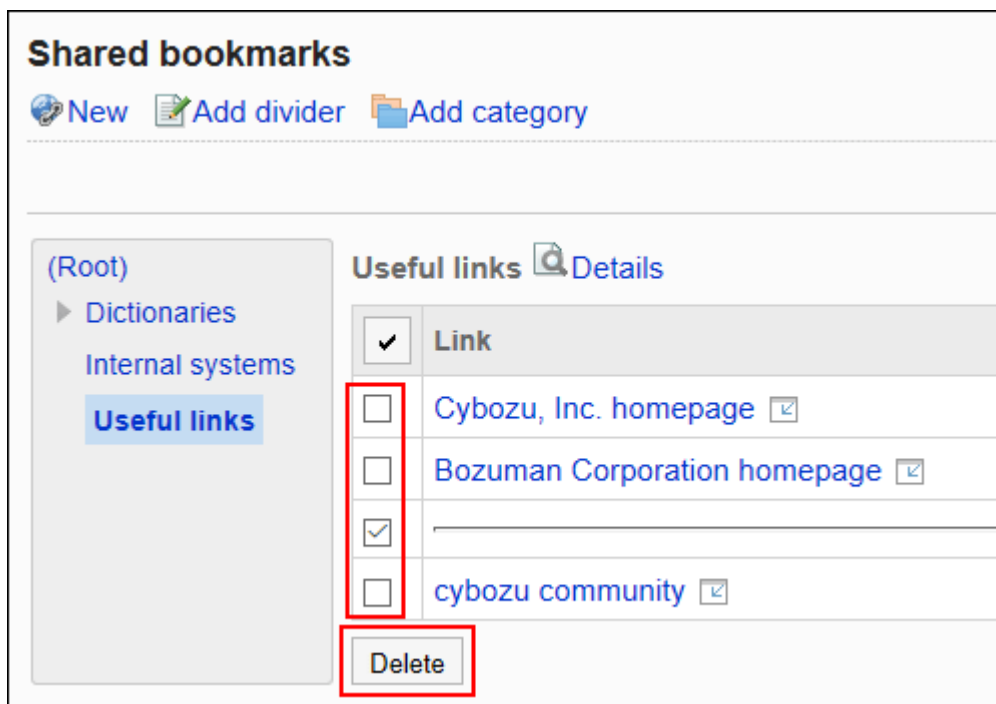 Shared bookmarks
New Add divider Add category
(Root)
Dictionaries
Internal systems
Useful links
Useful links Details
Link
Cybozu, Inc. homepage
Bozuman Corporation homepage
cybozu community
Delete